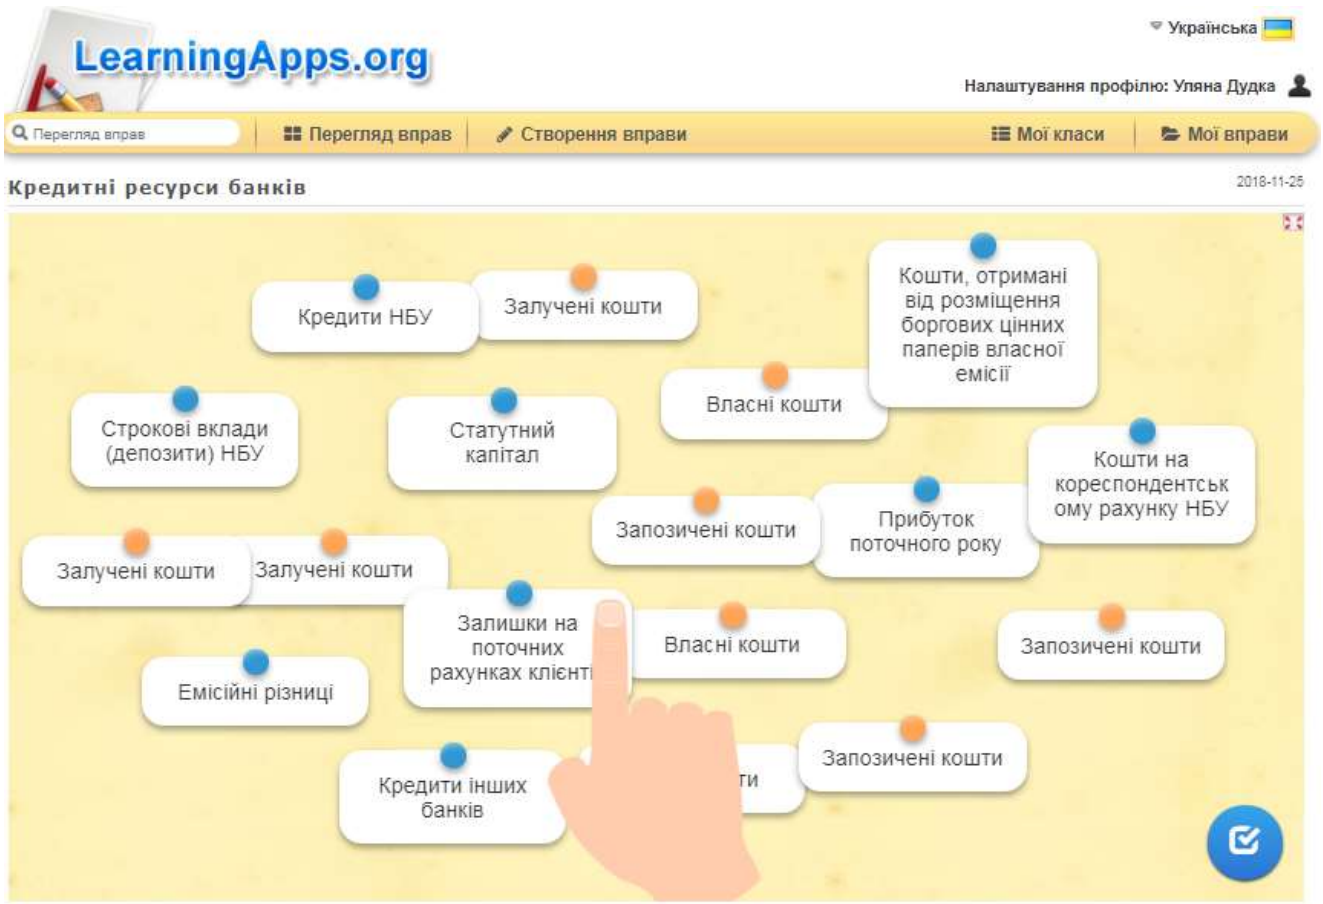 Українська
LearningApps.org
Налаштування профілю: Уляна Дудка
Перегляд вправ
Перегляд вправ
Створення вправи
Мої класи
Мої вправи
Кредитні ресурси банків
2018-11-25
Кредити НБУ
Залучені кошти
Кошти, отримані
від розміщення
боргових цінних
паперів власної
емісії
Власні кошти
Строкові вклади
(депозити) НБУ
Статутний
капітал
Кошти на
кореспондентськ
ому рахунку НБУ
Запозичені кошти
Прибуток
поточного року
Залучені кошти
Залучені кошти
Залишки на
поточних
рахунках
Власні кошти
Запозичені кошти
Емісійні різниці
Запозичені кошти
Кредити інших
банків